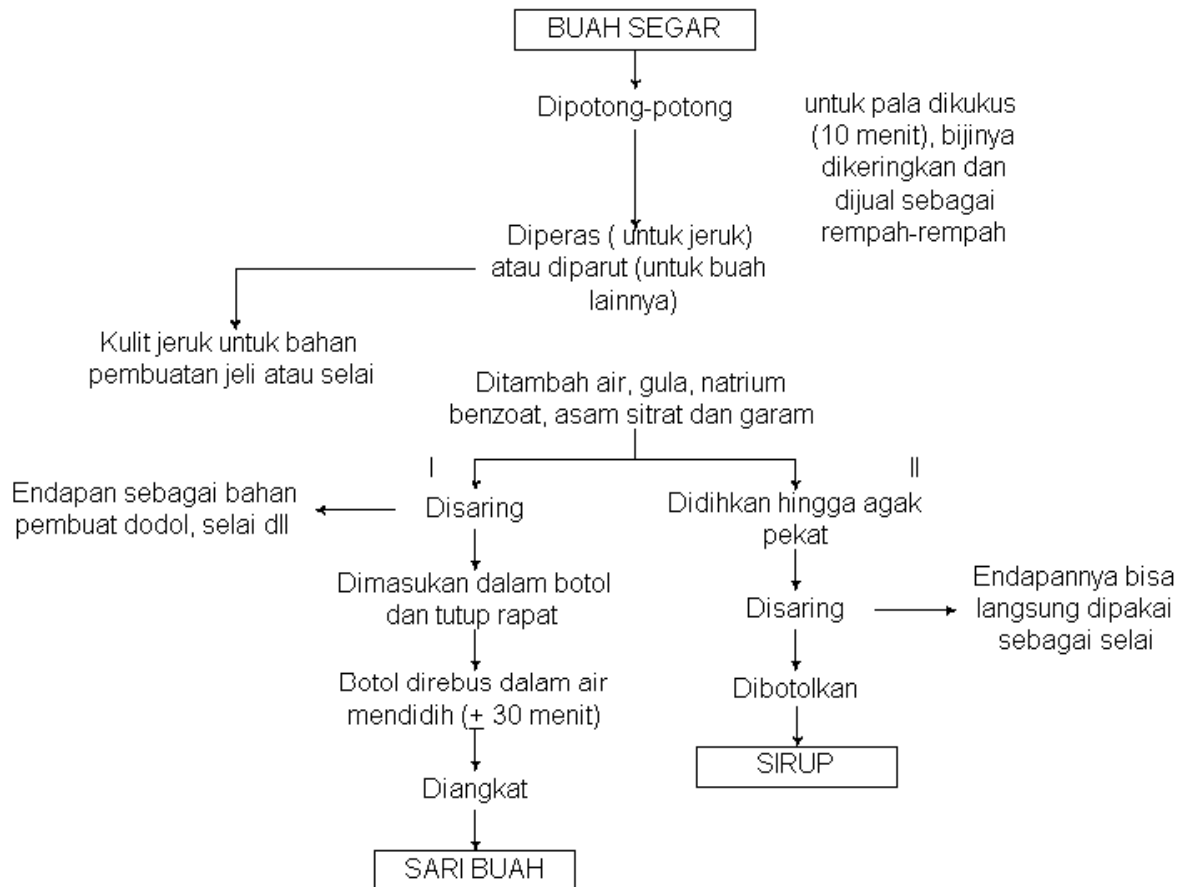 BUAH SEGAR
Dipotong-potong
untuk pala dikukus
(10 menit), bijinya
dikeringkan dan
dijual sebagai
rempah-rempah
Diperas ( untuk jeruk)
atau diparut (untuk buah
lainnya)
Kulit jeruk untuk bahan
pembuatan jeli atau selai
Ditambah air, gula, natrium
benzoat, asam sitrat dan garam
I
II
Endapan sebagai bahan
pembuat dodol, selai dll
Disaring
Dimasukan dalam botol
dan tutup rapat
Botol direbus dalam air
mendidih (± 30 menit)
Diangkat
SARI BUAH
Didihkan hingga agak
pekat
Disaring
Endapannya bisa
langsung dipakai
sebagai selai
Dibotolkan
SIRUP